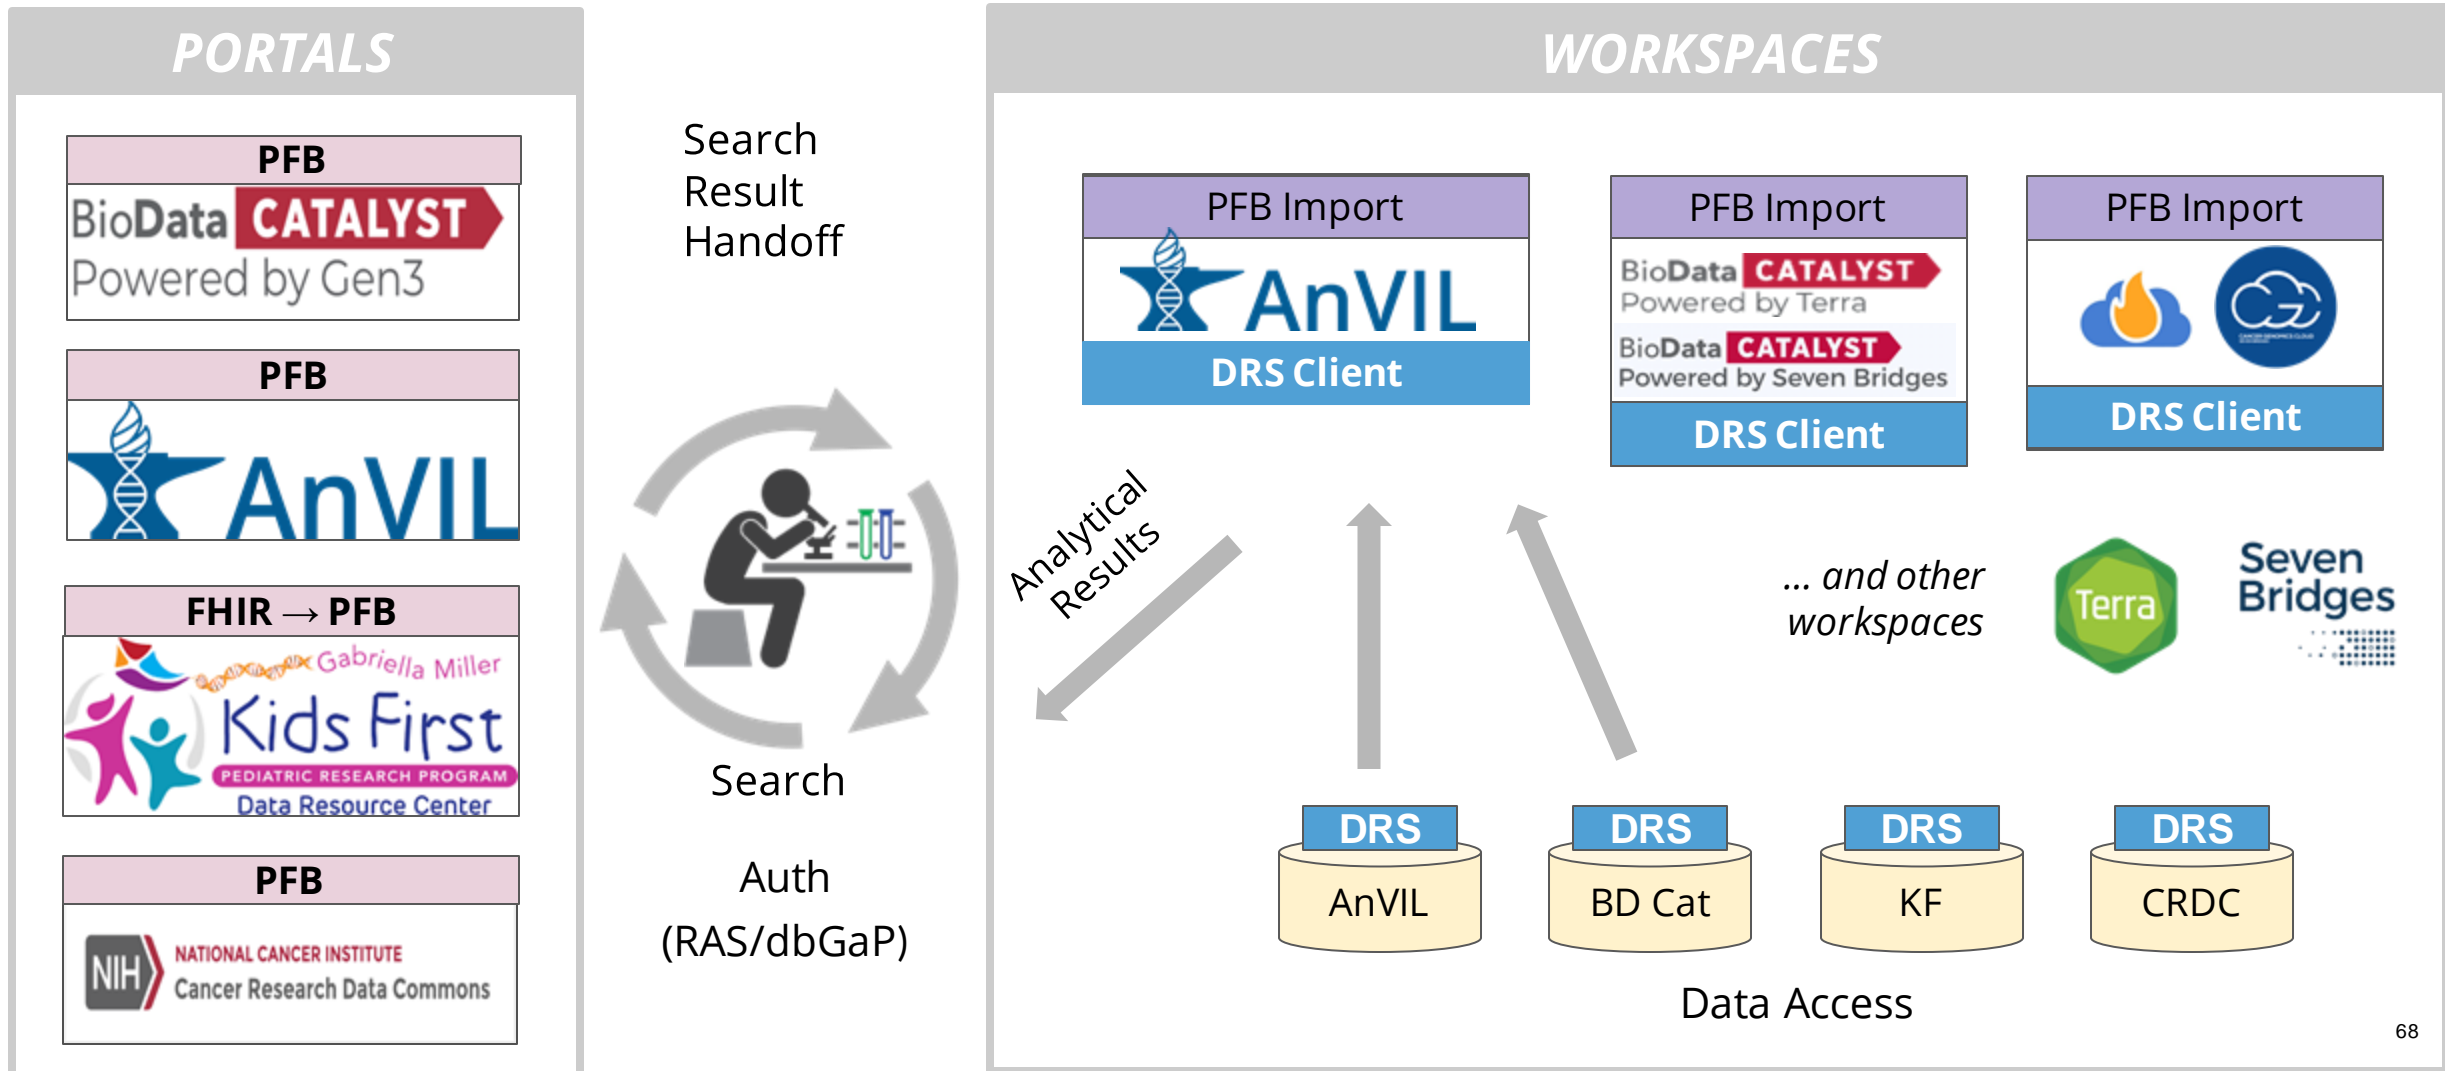 PORTALS
PFB
BioData CATALYST
Powered by Gen3
PFB
AnVIL
FHIR → PFB
Gabriella Miller
Kids First
PEDIATRIC RESEARCH PROGRAM
Data Resource Center
PFB
NIH
NATIONAL CANCER INSTITUTE
Cancer Research Data Commons
Search
Result
Handoff
Search
Auth
(RAS/dbGaP)
WORKSPACES
PFB Import
AnVIL
DRS Client
PFB Import
BioData CATALYST
Powered by Terra
BioData CATALYST
Powered by Seven Bridges
DRS Client
PFB Import
CGC
CANCER GENOMICS CLOUD
DRS Client
Analytical
Results
... and other
workspaces
Terra
Seven
Bridges
DRS
AnVIL
DRS
BD Cat
DRS
KF
DRS
CRDC
Data Access
68